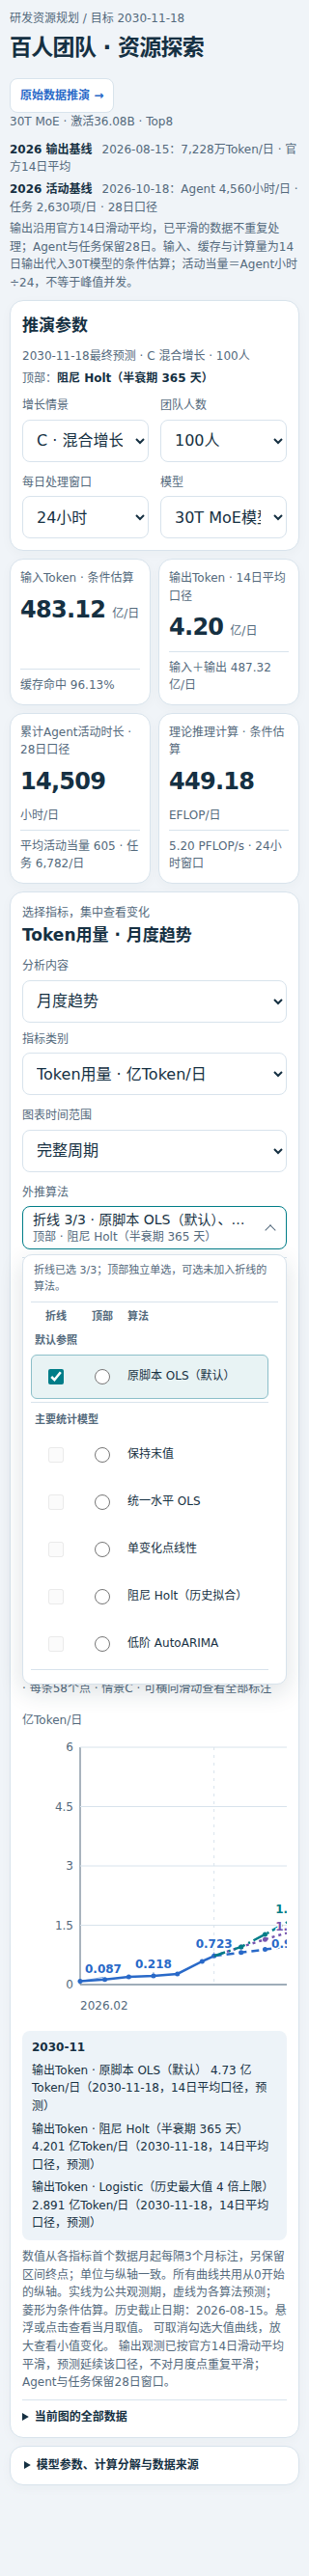 研发资源规划 / 目标 2030-11-18
百人团队 · 资源探索
原始数据推演 →
30T MoE · 激活36.08B · Top8
2026 输出基线 2026-08-15：7,228万Token/日 · 官
方14日平均
2026 活动基线 2026-10-18：Agent 4,560小时/日 ·
任务 2,630项/日 · 28日口径
输出沿用官方14日滑动平均，已平滑的数据不重复处
理；Agent与任务保留28日。输入、缓存与计算量为14
日输出代入30T模型的条件估算；活动当量＝Agent小时
÷24，不等于峰值并发。
推演参数
2030-11-18最终预测 · C 混合增长 · 100人
顶部：阻尼 Holt（半衰期 365 天）
增长情景
团队人数
C · 混合增长
100人
每日处理窗口
模型
24小时
30T MoE模型
输入Token · 条件估算
483.12 亿/日
缓存命中 96.13%
输出Token · 14日平均
口径
4.20 亿/日
输入＋输出 487.32
亿/日
累计Agent活动时长 ·
28日口径
14,509
小时/日
平均活动当量 605 · 任
务 6,782/日
理论推理计算 · 条件估
算
449.18
EFLOP/日
5.20 PFLOP/s · 24小
时窗口
选择指标，集中查看变化
Token用量 · 月度趋势
分析内容
月度趋势
指标类别
Token用量 · 亿Token/日
图表时间范围
完整周期
外推算法
折线 3/3 · 原脚本 OLS（默认）、…
顶部 · 阻尼 Holt（半衰期 365 天）
折线已选 3/3；顶部独立单选，可选未加入折线的
算法。
折线 顶部 算法
默认参照
原脚本 OLS（默认）
主要统计模型
保持末值
统一水平 OLS
单变化点线性
阻尼 Holt（历史拟合）
低阶 AutoARIMA
· 每条58个点 · 情景C · 可横向滑动查看全部标注
亿Token/日
6
4.5
3
1.5
0
0.087
0.218
0.723
2026.02
2030-11
输出Token · 原脚本 OLS（默认） 4.73 亿
Token/日（2030-11-18，14日平均口径，预
测）
输出Token · 阻尼 Holt（半衰期 365 天）
4.201 亿Token/日（2030-11-18，14日平均
口径，预测）
输出Token · Logistic（历史最大值 4 倍上限）
2.891 亿Token/日（2030-11-18，14日平均
口径，预测）
数值从各指标首个数据月起每隔3个月标注，另保留
区间终点；单位与纵轴一致。所有曲线共用从0开始
的纵轴。实线为公共观测期，虚线为各算法预测；
菱形为条件估算。历史截止日期：2026-08-15。悬
浮或点击查看当月取值。 可取消勾选大值曲线，放
大查看小值变化。 输出观测已按官方14日滑动平均
平滑，预测延续该口径，不对月度点重复平滑；
Agent与任务保留28日窗口。
当前图的全部数据
模型参数、计算分解与数据来源